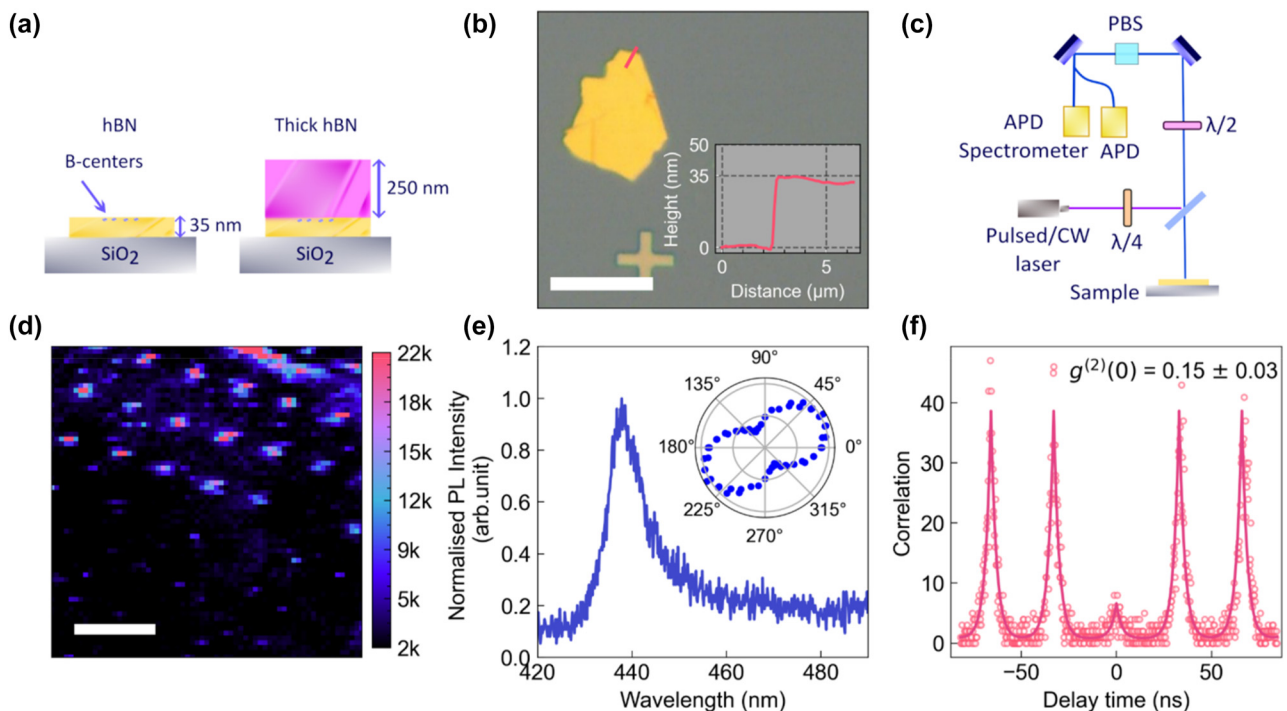 (a)
hBN
Thick hBN
B-centers
250 nm
35 nm
SiO2
SiO2
(b)
Height (nm)
50
35
0
0
5
Distance (µm)
(c)
PBS
APD
Spectrometer
APD
λ/2
Pulsed/CW
laser
λ/4
Sample
(d)
22k
18k
15k
12k
9k
5k
2k
(e)
Normalised PL Intensity
(arb.unit)
1.2
1.0
0.8
0.6
0.4
0.2
0.0
420
440
460
480
Wavelength (nm)
90°
135°
45°
180°
0°
225°
315°
270°
(f)
g(2)(0) = 0.15 ± 0.03
Correlation
40
30
20
10
0
−50
0
50
Delay time (ns)